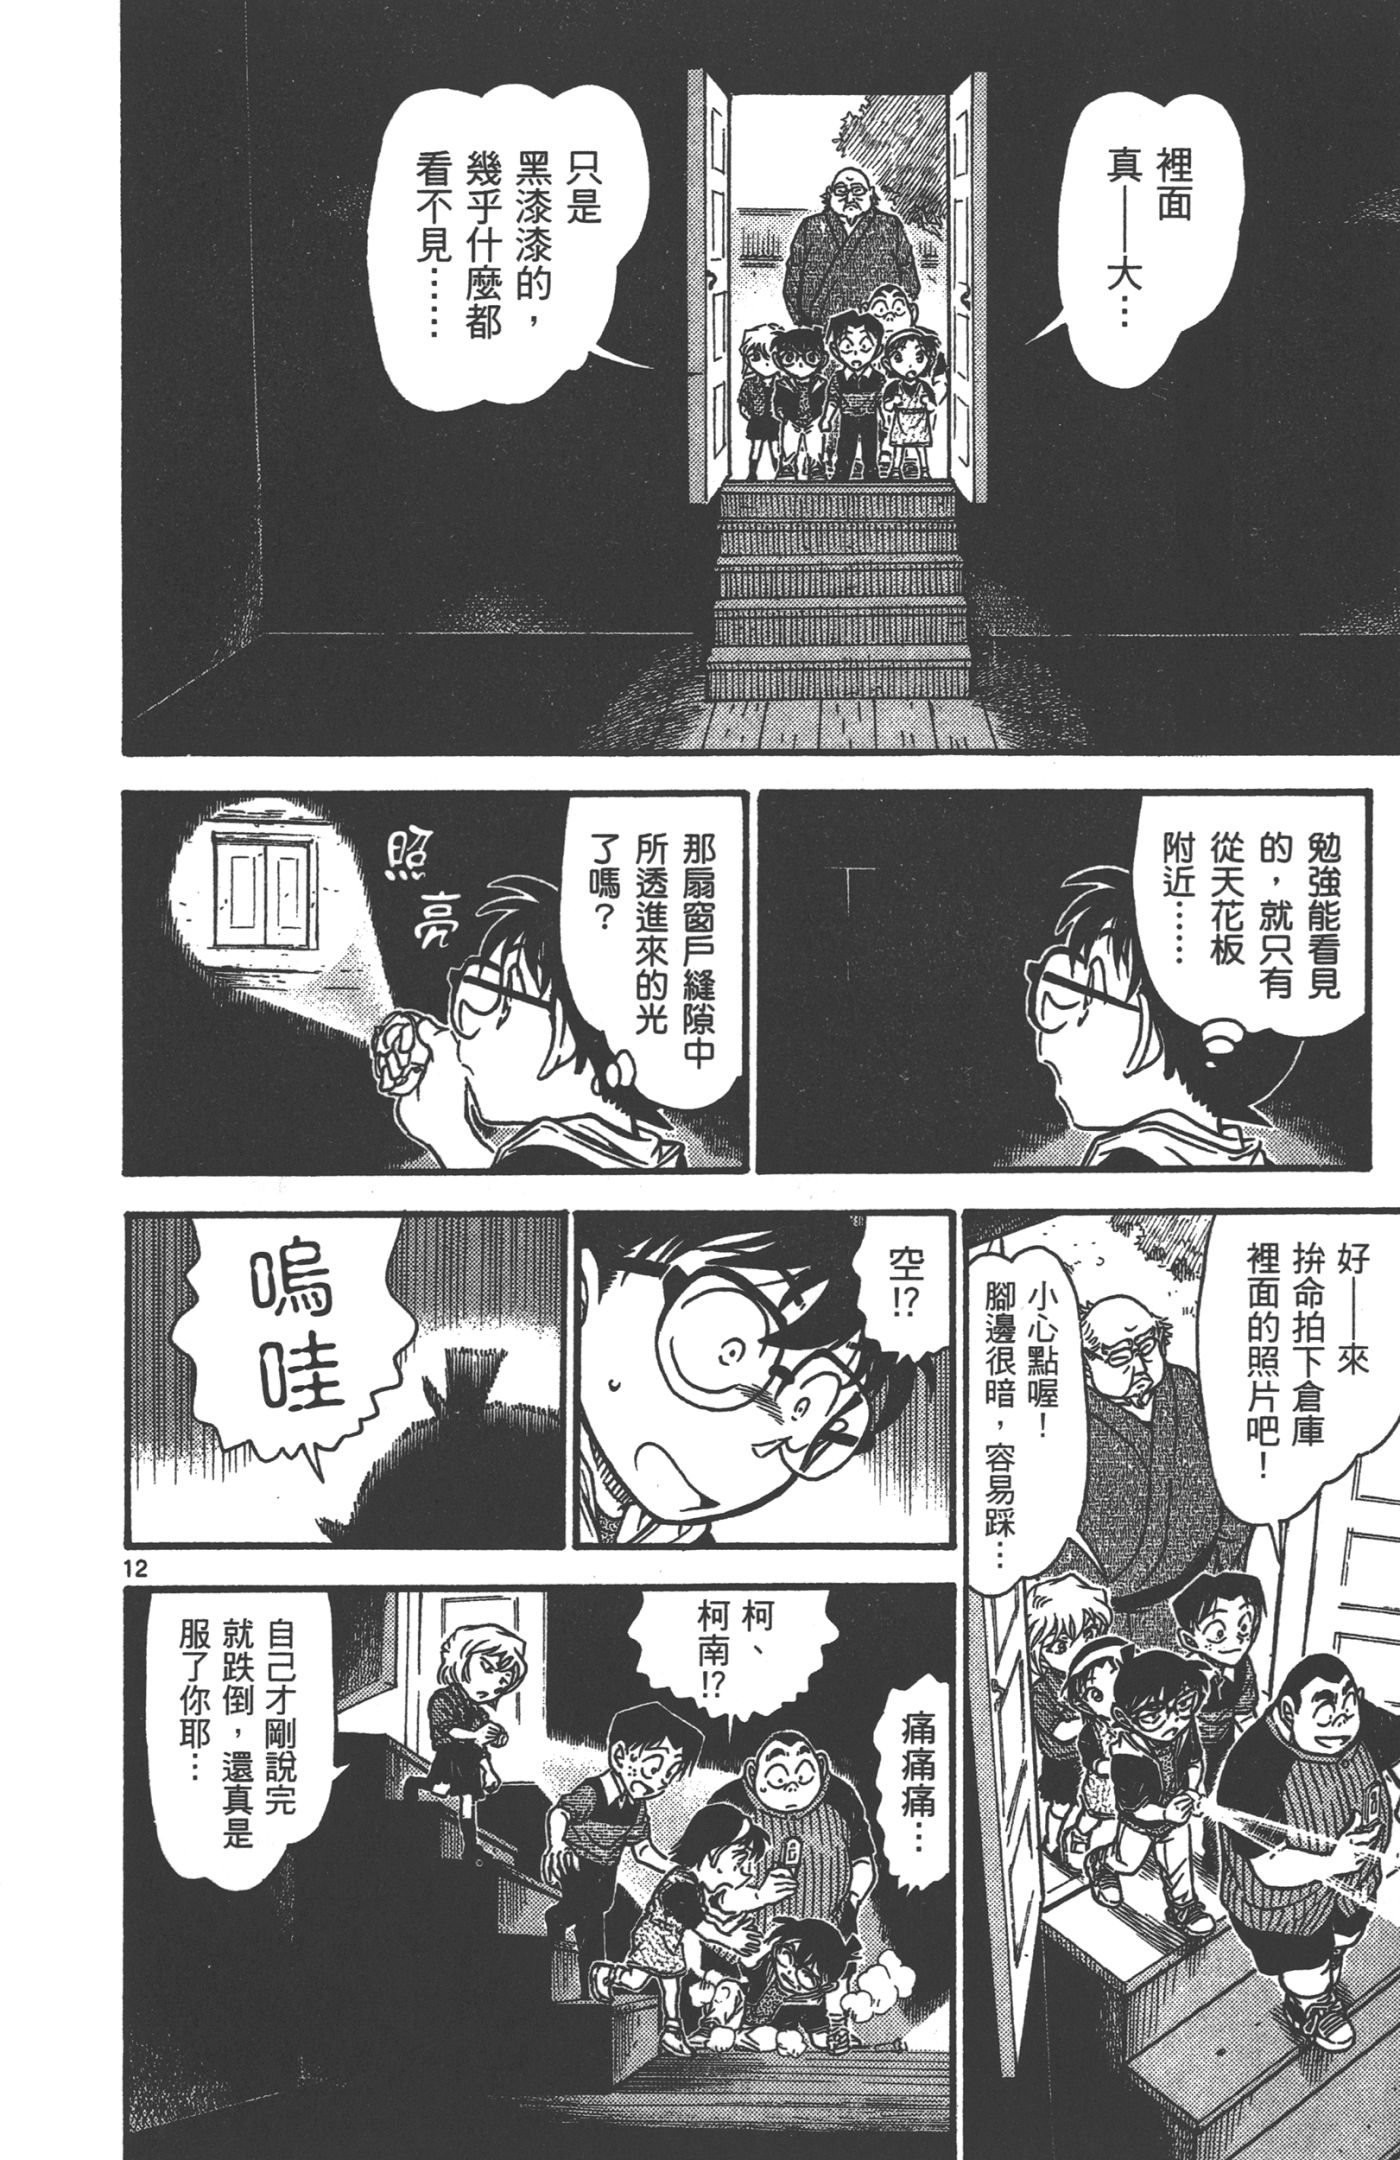 裡面
真——大…
只是
黑漆漆的，
幾乎什麼都
看不見……
勉強能看見
的，就只有
從天花板
附近……
那扇窗戶縫隙中
所透進來的光
了嗎？
照
亮
好——來
拚命拍下倉庫
裡面的照片吧！
小心點喔！
腳邊很暗，容易踩…
空!?
嗚
哇
痛痛痛…
柯、
柯南!?
自己才剛說完
就跌倒，還真是
服了你耶…
12